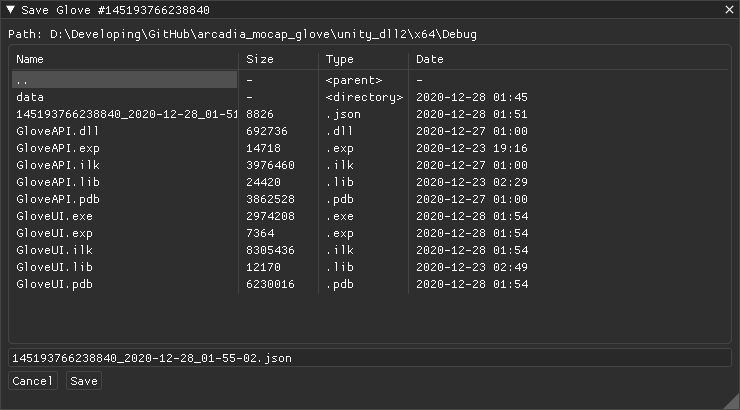 ▼ Save Glove #145193766238840 ×
Path: D:\Developing\GitHub\arcadia_mocap_glove\unity_dll2\x64\Debug
Name Size Type Date
.. - <parent> -
data - <directory> 2020-12-28 01:45
145193766238840_2020-12-28_01-51 8826 .json 2020-12-28 01:51
GloveAPI.dll 692736 .dll 2020-12-27 01:00
GloveAPI.exp 14718 .exp 2020-12-23 19:16
GloveAPI.ilk 3976460 .ilk 2020-12-27 01:00
GloveAPI.lib 24420 .lib 2020-12-23 02:29
GloveAPI.pdb 3862528 .pdb 2020-12-27 01:00
GloveUI.exe 2974208 .exe 2020-12-28 01:54
GloveUI.exp 7364 .exp 2020-12-28 01:54
GloveUI.ilk 8305436 .ilk 2020-12-28 01:54
GloveUI.lib 12170 .lib 2020-12-23 02:49
GloveUI.pdb 6230016 .pdb 2020-12-28 01:54
145193766238840_2020-12-28_01-55-02.json
Cancel Save